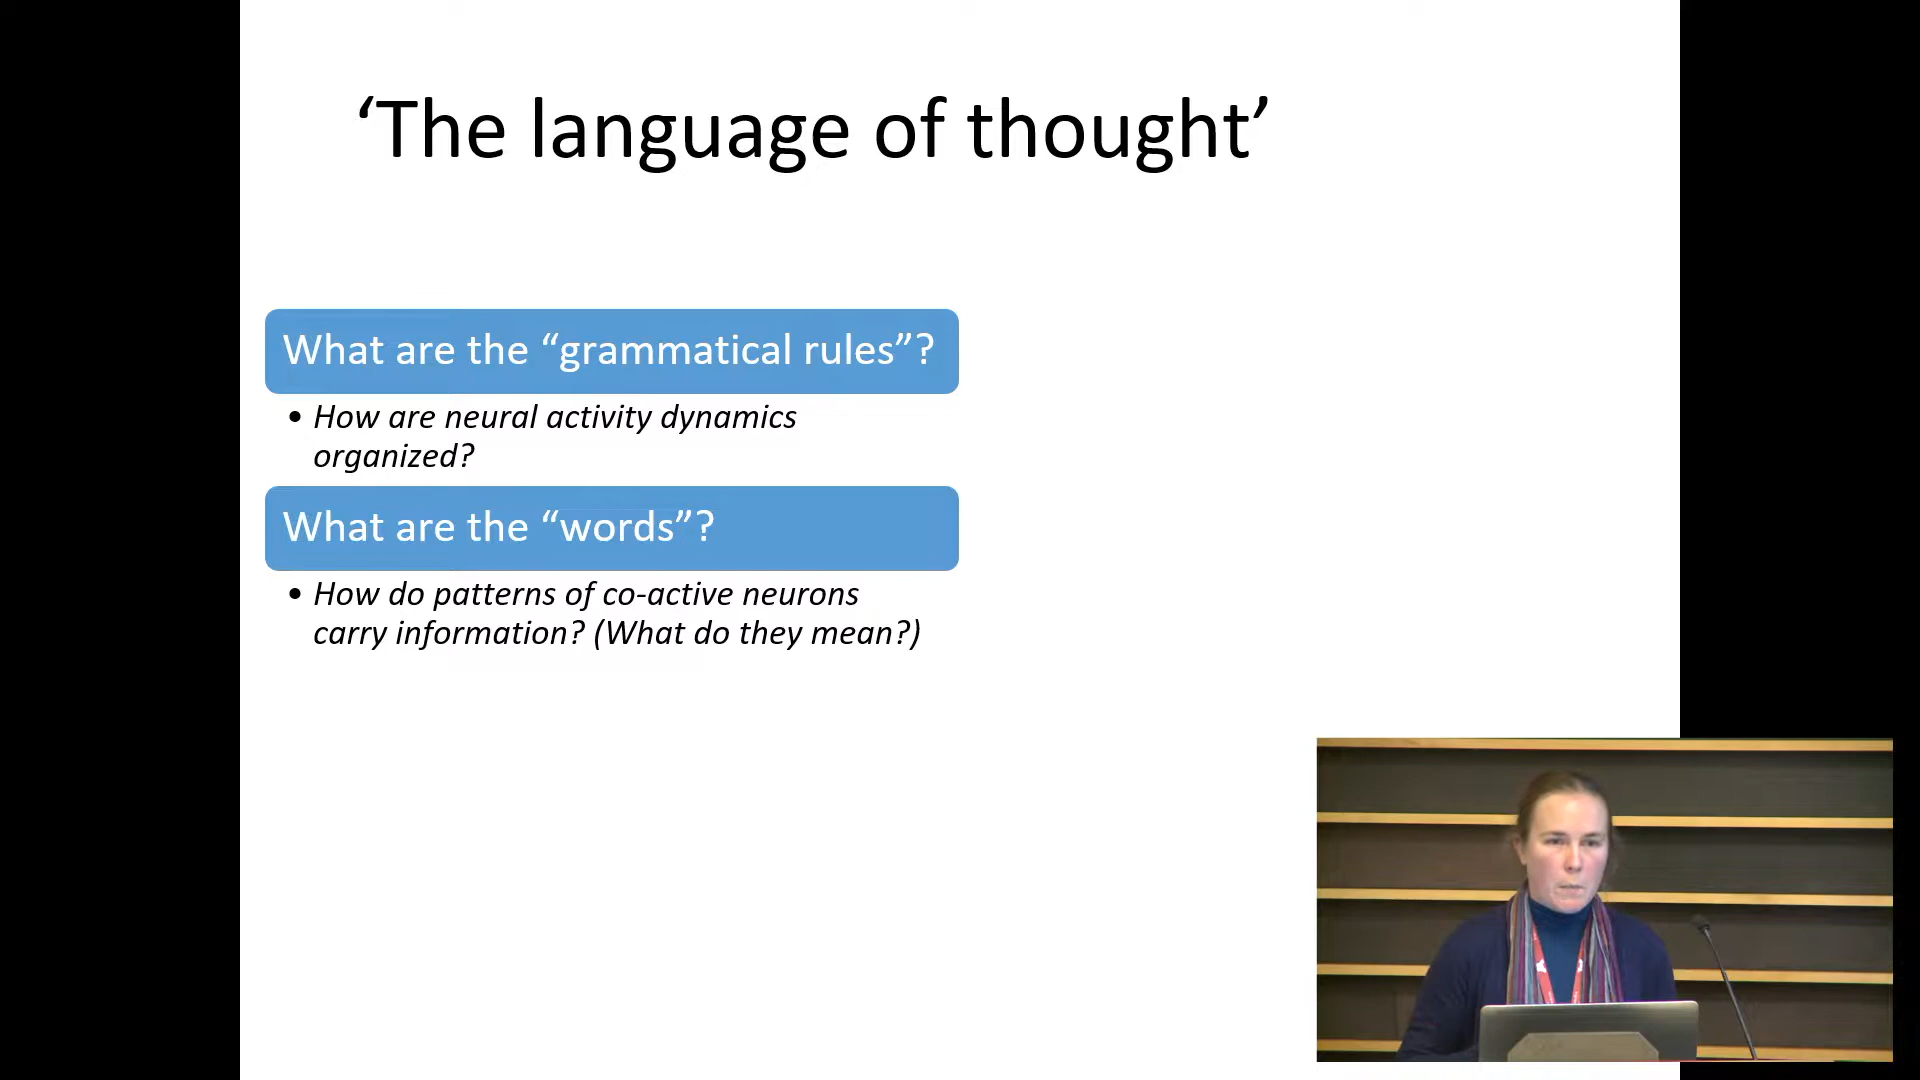 ‘The language of thought’
What are the “grammatical rules”?
• How are neural activity dynamics
organized?
What are the “words”?
• How do patterns of co-active neurons
carry information? (What do they mean?)